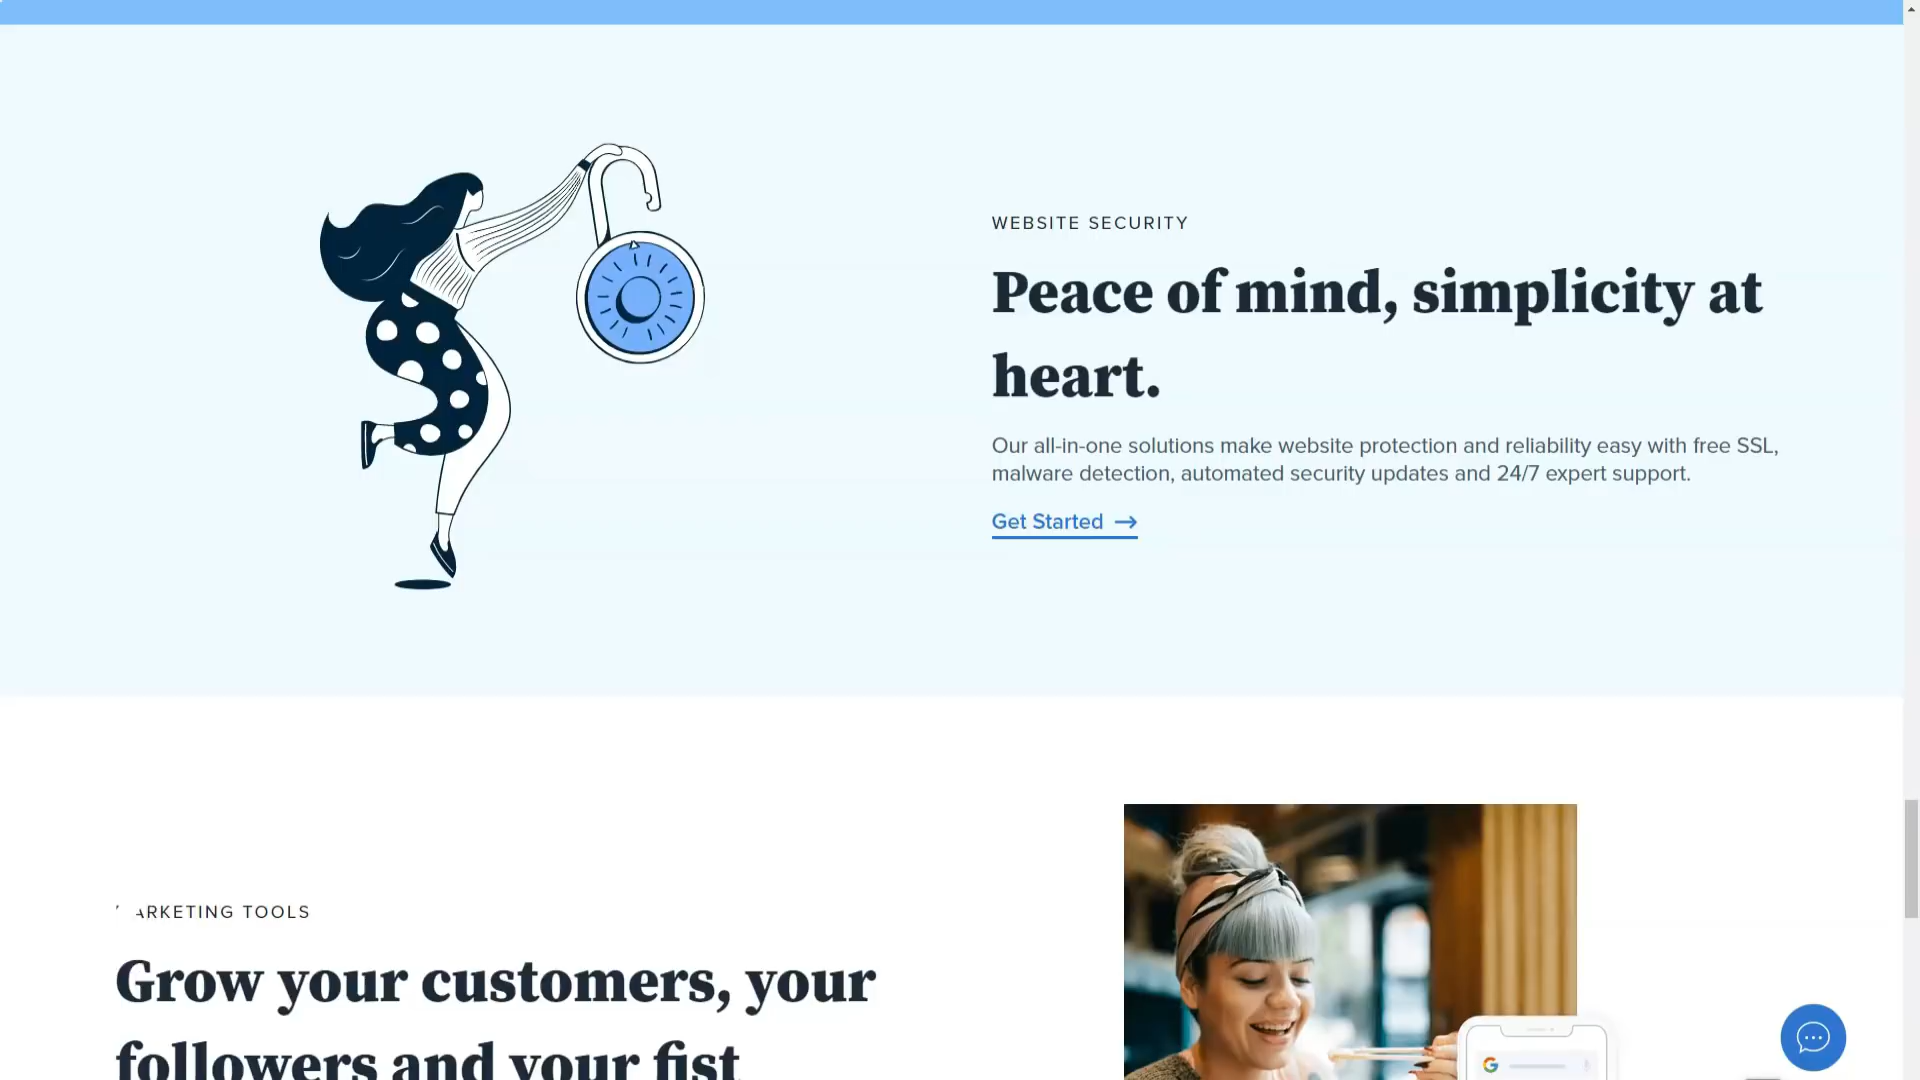 WEBSITE SECURITY
Peace of mind, simplicity at
heart.
Our all-in-one solutions make website protection and reliability easy with free SSL,
malware detection, automated security updates and 24/7 expert support.
Get Started
ARKETING TOOLS
Grow your customers, your
followers and your fist
G